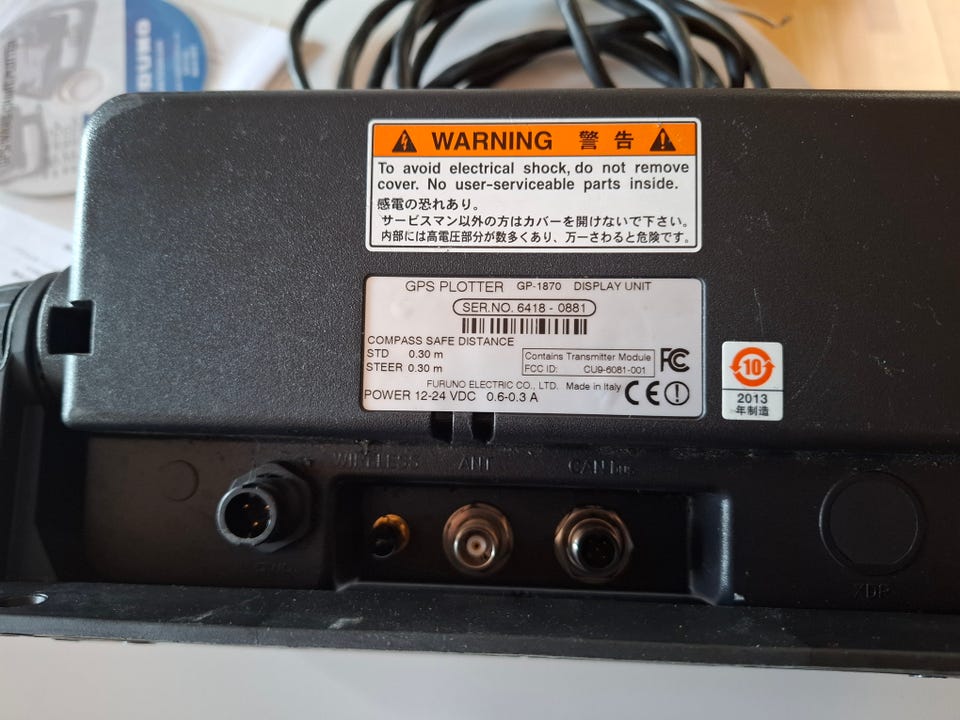 WARNING 警告
To avoid electrical shock, do not remove
cover. No user-serviceable parts inside.
感電の恐れあり。
サービスマン以外の方はカバーを開けないで下さい。
内部には高電圧部分が数多くあり、万一さわると危険です。
GPS PLOTTER GP-1870 DISPLAY UNIT
SER.NO. 6418 - 0881
COMPASS SAFE DISTANCE
STD 0.30 m
STEER 0.30 m
Contains Transmitter Module
FCC ID: CU9-6081-001
FC
FURUNO ELECTRIC CO., LTD. Made in Italy
POWER 12-24 VDC 0.6-0.3 A
CE
10
2013
年制造
WIRELESS ANT CAN bus
XDR